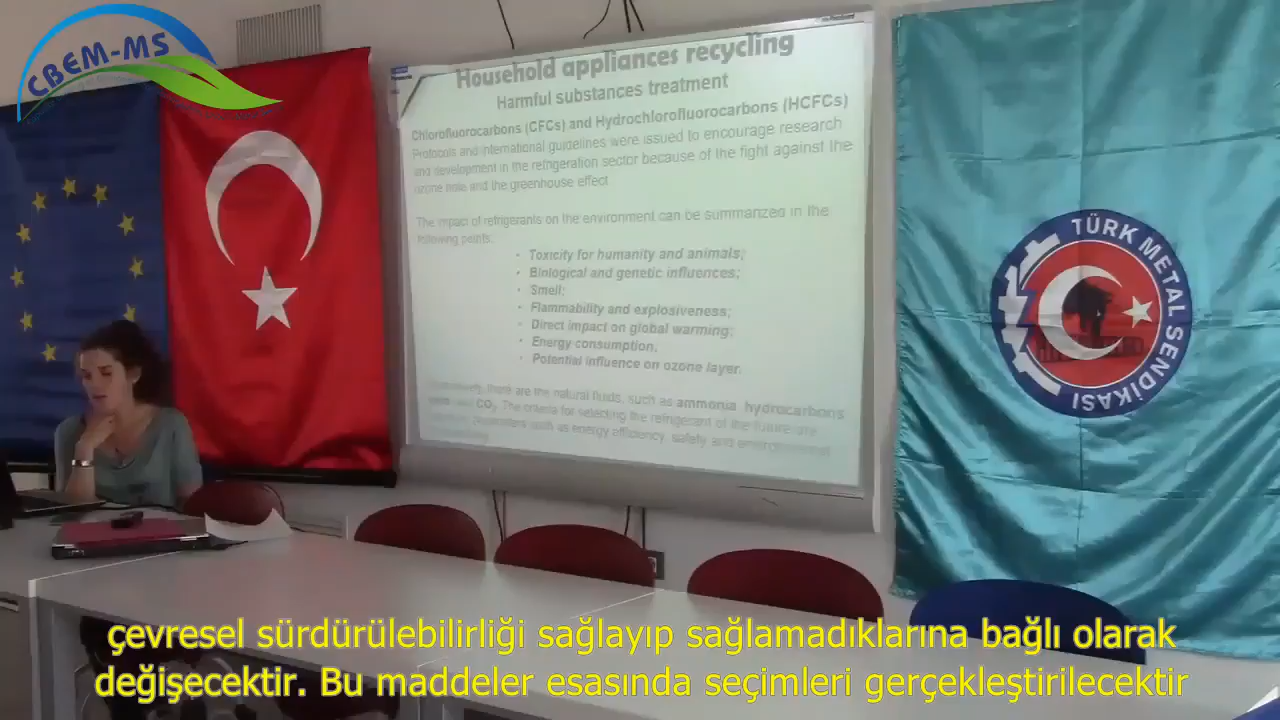 CBEM-MS
Household appliances recycling
Harmful substances treatment
Chlorofluorocarbons (CFCs) and Hydrochlorofluorocarbons (HCFCs)
Protocols and international guidelines were issued to encourage research
and development in the refrigeration sector because of the fight against the
ozone hole and the greenhouse effect
The impact of refrigerants on the environment can be summarized in the
following points:
• Toxicity for humanity and animals;
• Biological and genetic influences;
• Smell;
• Flammability and explosiveness;
• Direct impact on global warming;
• Energy consumption,
• Potential influence on ozone layer.
there are the natural fluids, such as ammonia hydrocarbons
CO₂. The criteria for selecting the refrigerant of the future are
such as energy efficiency, safety and environmental
TÜRK METAL SENDİKASI
çevresel sürdürülebilirliği sağlayıp sağlamadıklarına bağlı olarak
değişecektir. Bu maddeler esasında seçimleri gerçekleştirilecektir